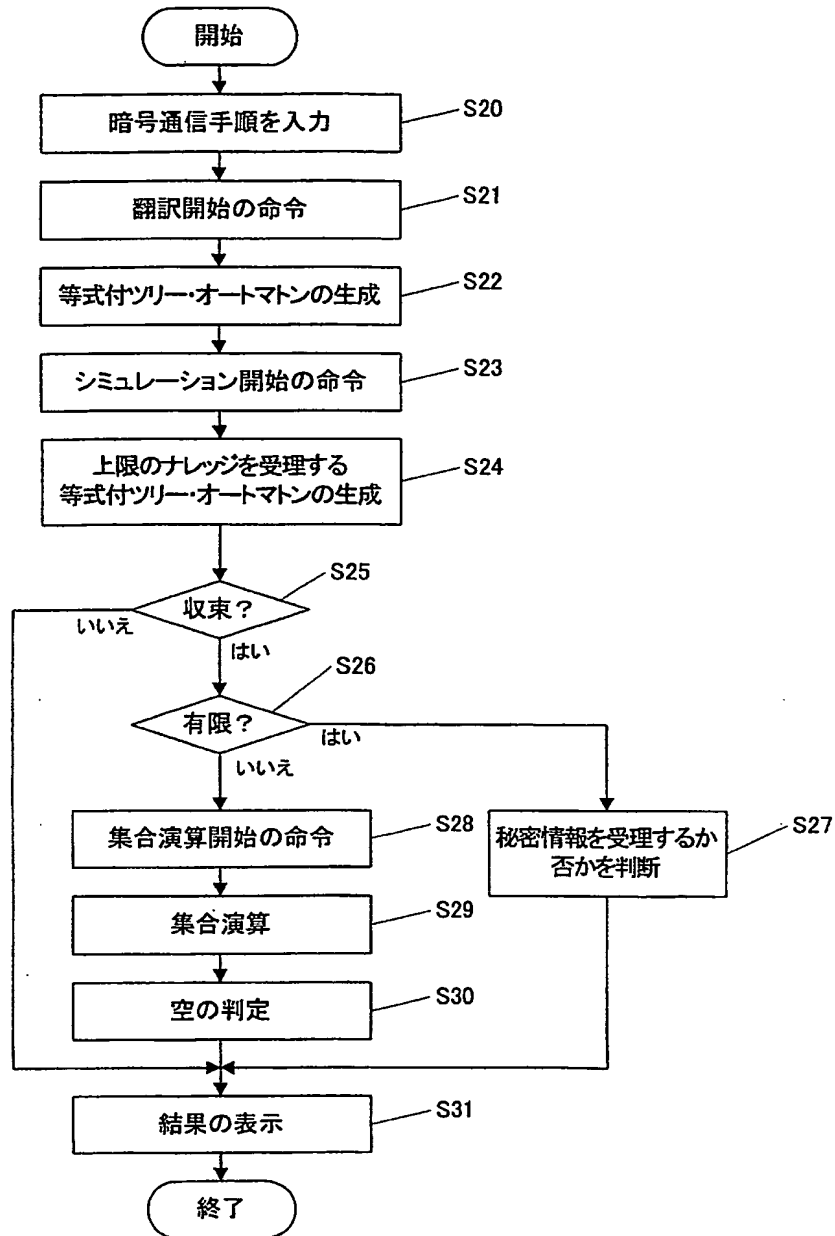 開始
暗号通信手順を入力
S20
翻訳開始の命令
S21
等式付ツリー・オートマトンの生成
S22
シミュレーション開始の命令
S23
上限のナレッジを受理する
等式付ツリー・オートマトンの生成
S24
収束?
S25
いいえ
はい
有限?
S26
はい
いいえ
集合演算開始の命令
S28
秘密情報を受理するか
否かを判断
S27
集合演算
S29
空の判定
S30
結果の表示
S31
終了